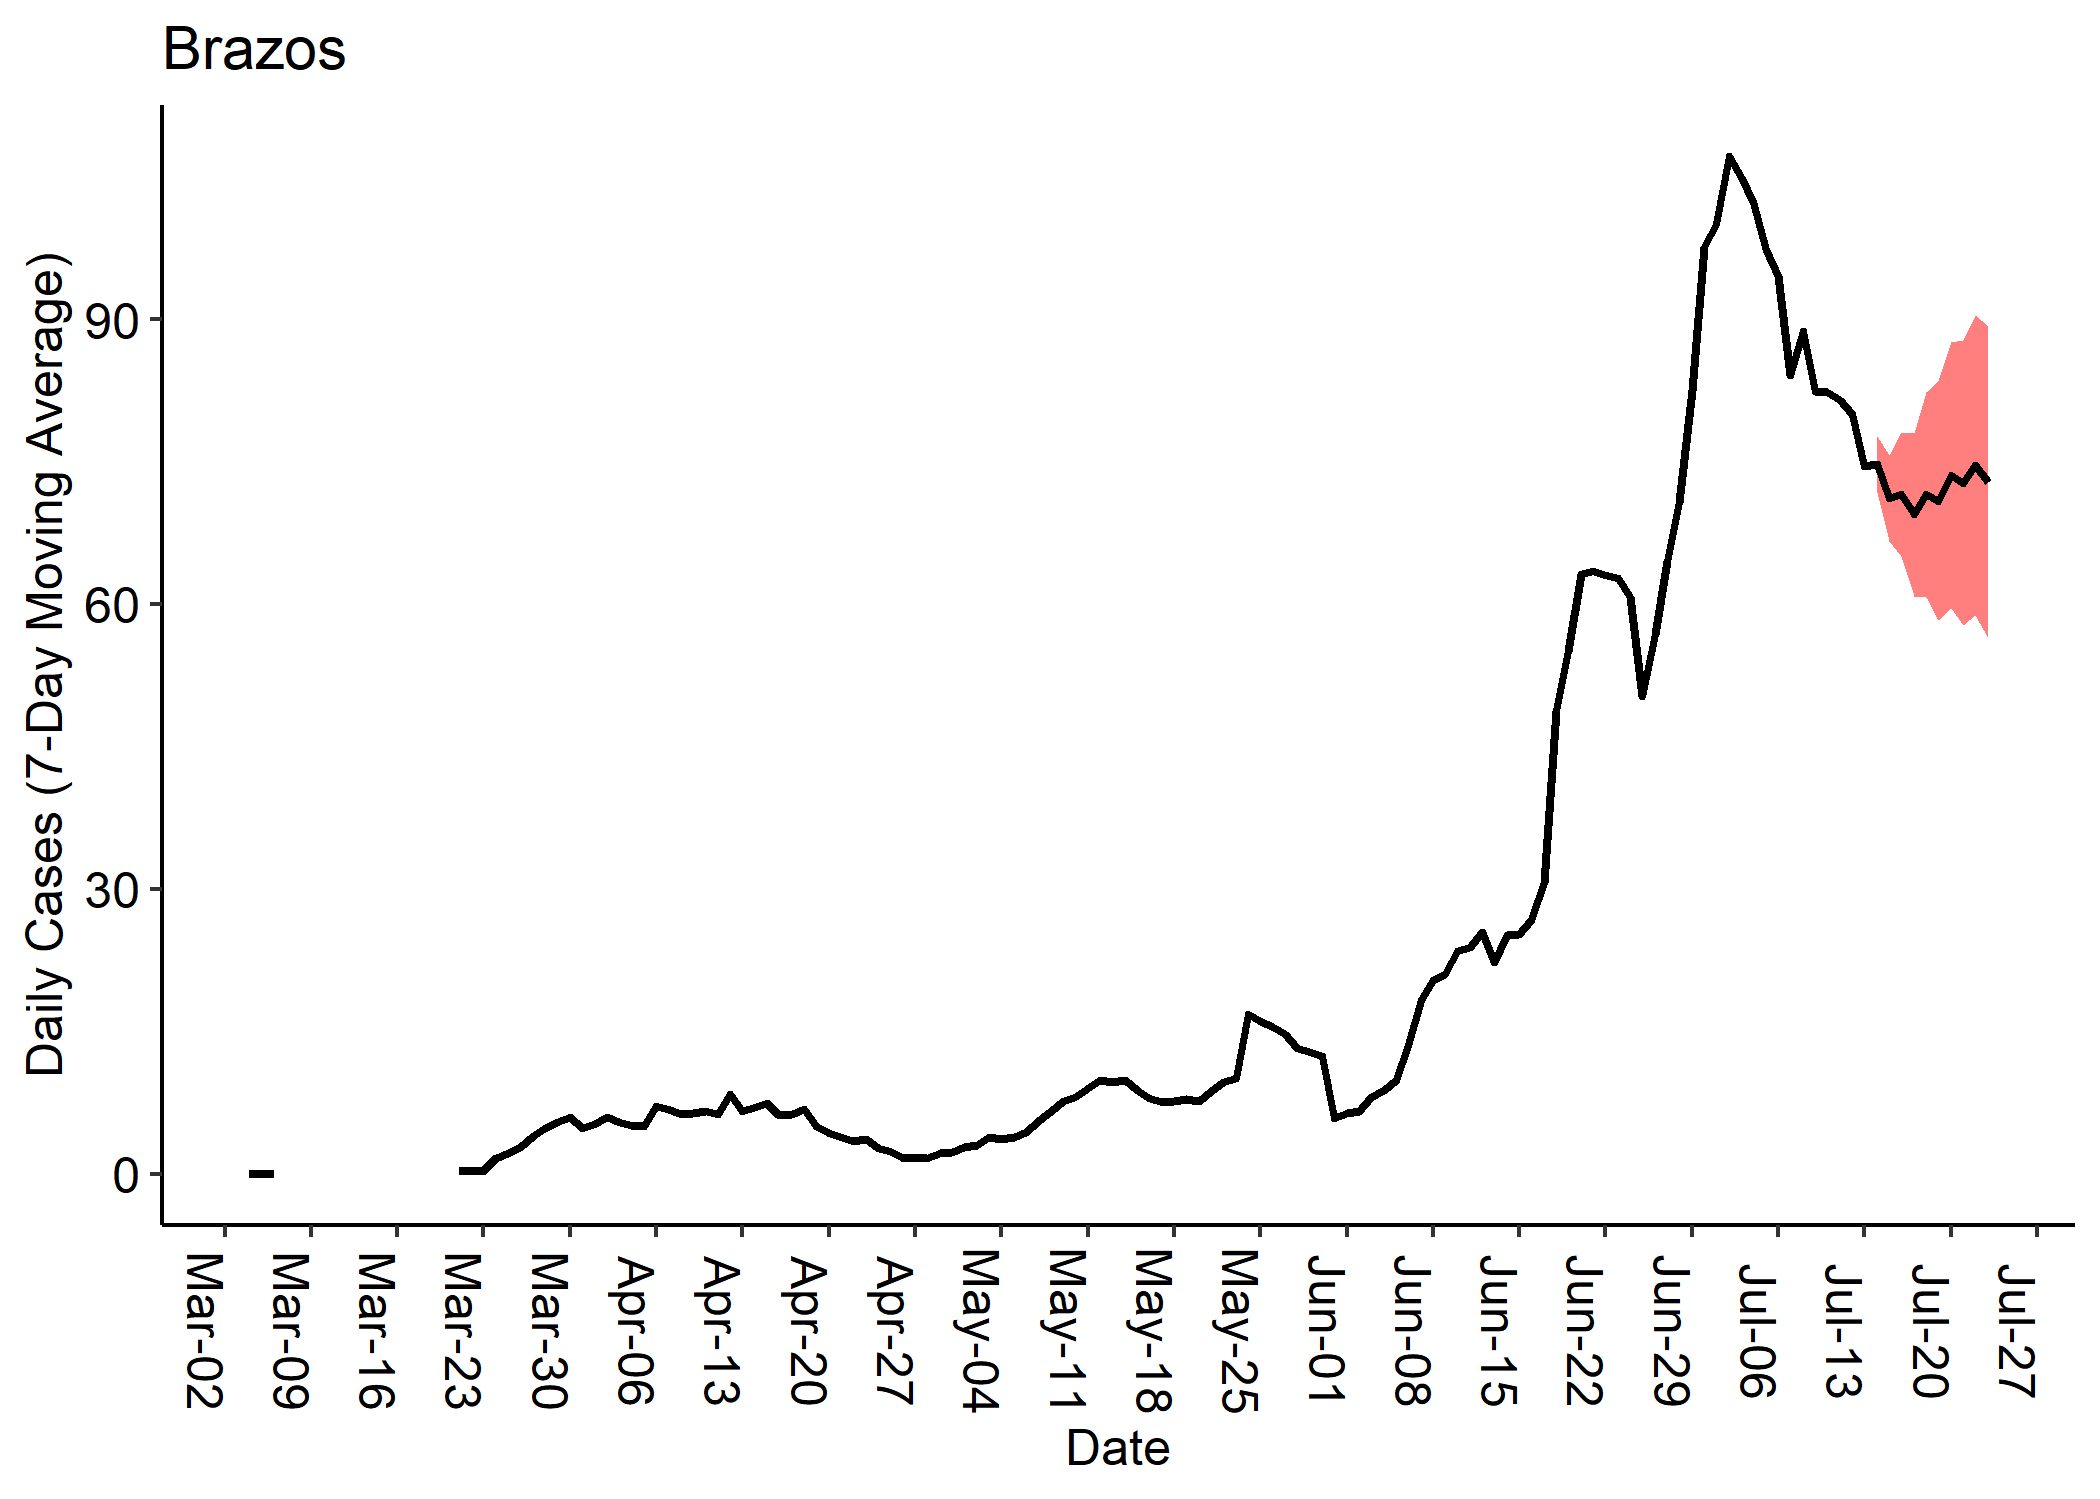 Brazos
Daily Cases (7-Day Moving Average)
90
60
30
0
Mar-02
Mar-09
Mar-16
Mar-23
Mar-30
Apr-06
Apr-13
Apr-20
Apr-27
May-04
May-11
May-18
May-25
Jun-01
Jun-08
Jun-15
Jun-22
Jun-29
Jul-06
Jul-13
Jul-20
Jul-27
Date